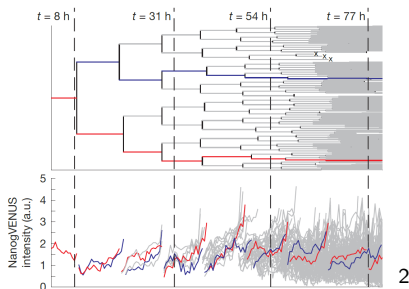 t = 8 h t = 31 h t = 54 h t = 77 h
x x x
NanogVENUS
intensity (a.u.)
5
4
3
2
1
0
2